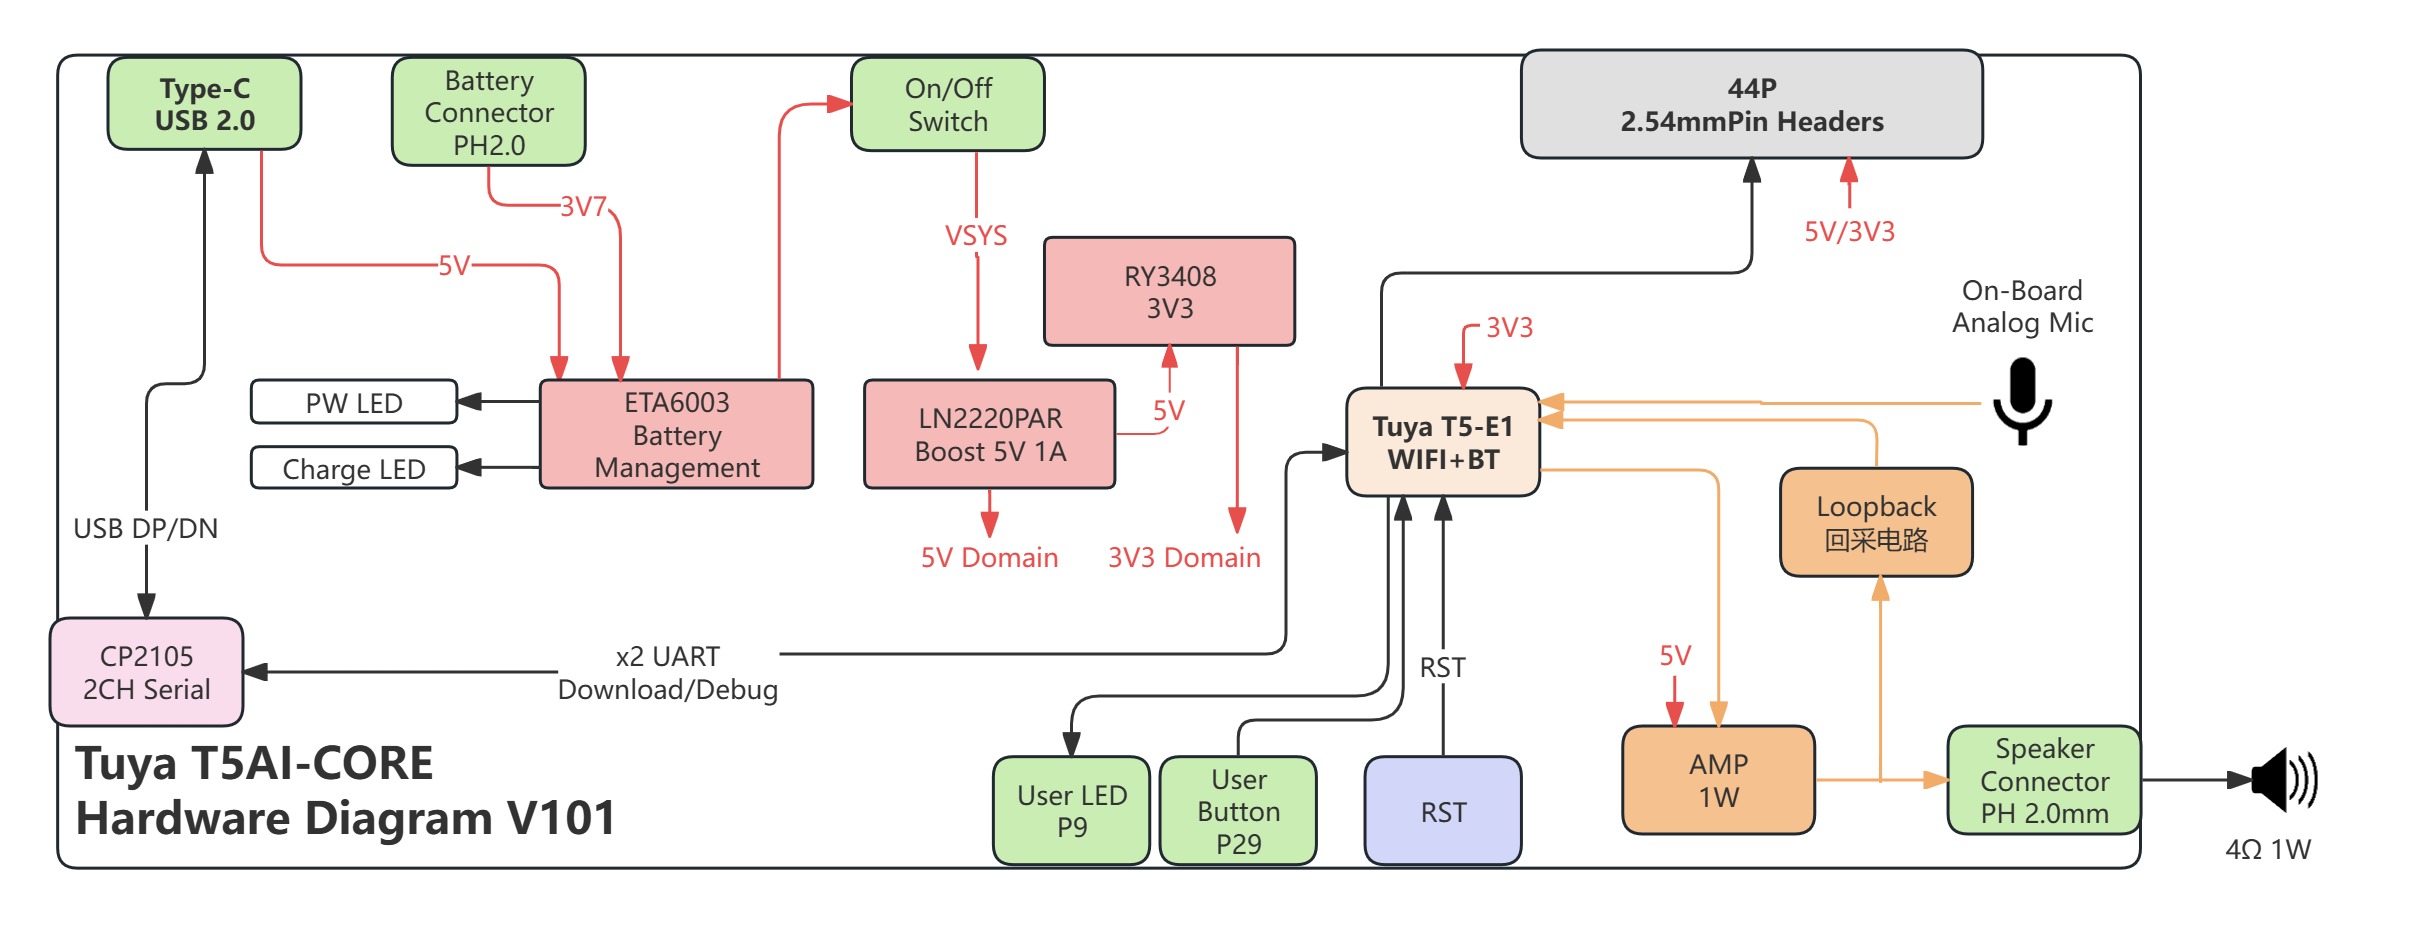 Type-C
USB 2.0
Battery
Connector
PH2.0
On/Off
Switch
44P
2.54mmPin Headers
3V7
VSYS
5V/3V3
5V
RY3408
3V3
On-Board
Analog Mic
3V3
PW LED
Charge LED
ETA6003
Battery
Management
LN2220PAR
Boost 5V 1A
5V
Tuya T5-E1
WIFI+BT
Loopback
回采电路
USB DP/DN
5V Domain
3V3 Domain
CP2105
2CH Serial
x2 UART
Download/Debug
RST
5V
Tuya T5AI-CORE
Hardware Diagram V101
User LED
P9
User
Button
P29
RST
AMP
1W
Speaker
Connector
PH 2.0mm
4Ω 1W